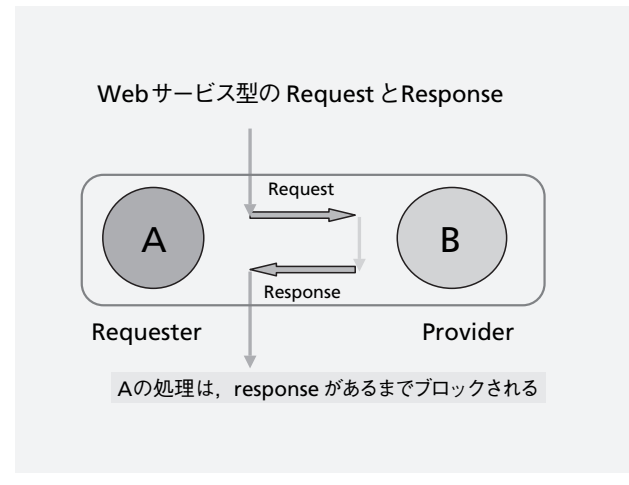 Webサービス型の Request とResponse
Request
A
B
Response
Requester
Provider
Aの処理は，response があるまでブロックされる